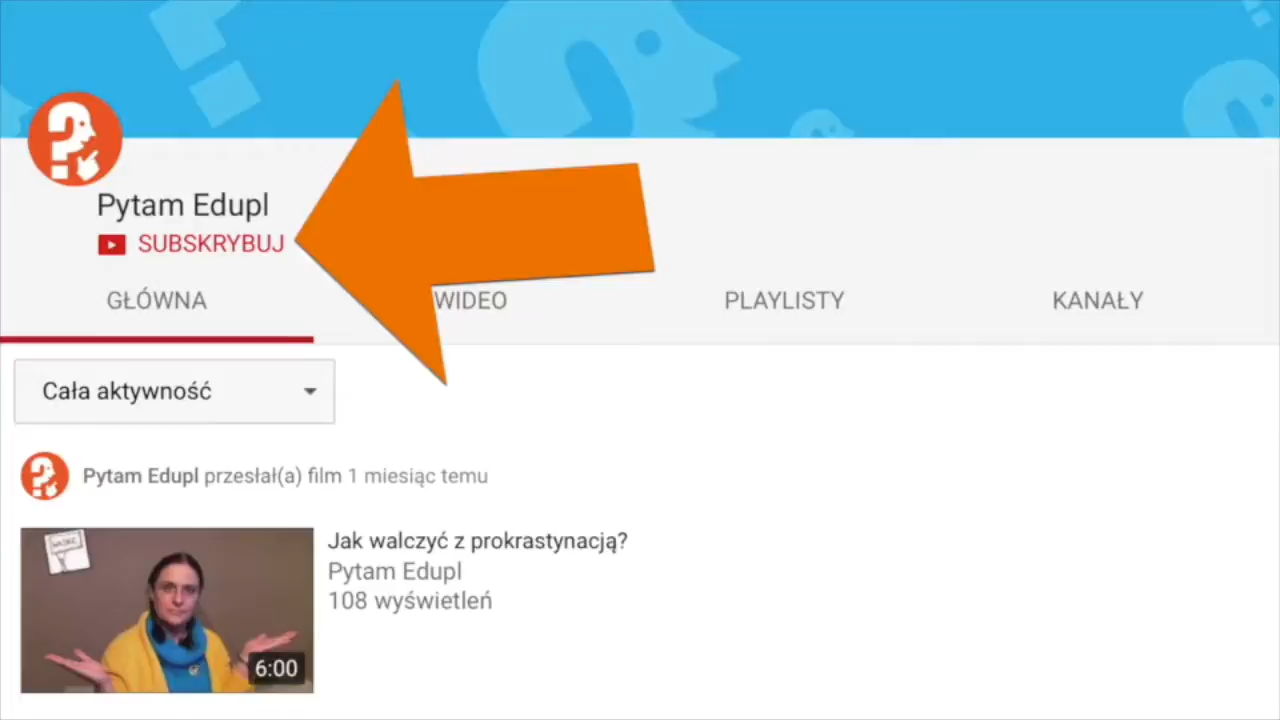 Pytam Edupl
SUBSKRYBUJ
GŁÓWNA
WIDEO
PLAYLISTY
KANAŁY
Cała aktywność
Pytam Edupl przesłał(a) film 1 miesiąc temu
Jak walczyć z prokrastynacją?
Pytam Edupl
108 wyświetleń
6:00